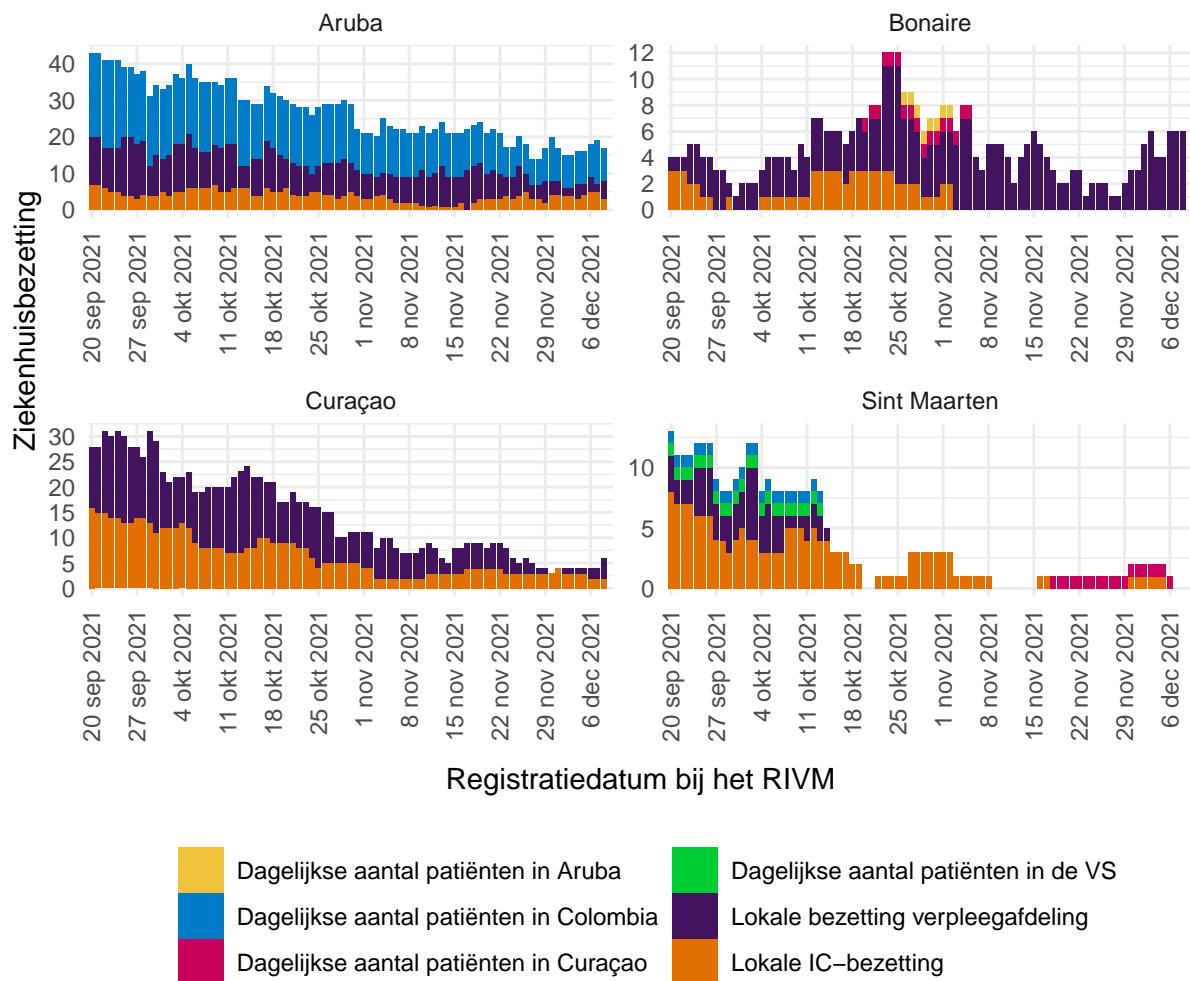 Aruba
Bonaire
40
30
20
10
0
12
10
8
6
4
2
0
20 sep 2021
27 sep 2021
4 okt 2021
11 okt 2021
18 okt 2021
25 okt 2021
1 nov 2021
8 nov 2021
15 nov 2021
22 nov 2021
29 nov 2021
6 dec 2021
20 sep 2021
27 sep 2021
4 okt 2021
11 okt 2021
18 okt 2021
25 okt 2021
1 nov 2021
8 nov 2021
15 nov 2021
22 nov 2021
29 nov 2021
6 dec 2021
Ziekenhuisbezetting
Curaçao
Sint Maarten
30
25
20
15
10
5
0
10
5
0
20 sep 2021
27 sep 2021
4 okt 2021
11 okt 2021
18 okt 2021
25 okt 2021
1 nov 2021
8 nov 2021
15 nov 2021
22 nov 2021
29 nov 2021
6 dec 2021
20 sep 2021
27 sep 2021
4 okt 2021
11 okt 2021
18 okt 2021
25 okt 2021
1 nov 2021
8 nov 2021
15 nov 2021
22 nov 2021
29 nov 2021
6 dec 2021
Registratiedatum bij het RIVM
Dagelijkse aantal patiënten in Aruba
Dagelijkse aantal patiënten in Colombia
Dagelijkse aantal patiënten in Curaçao
Dagelijkse aantal patiënten in de VS
Lokale bezetting verpleegafdeling
Lokale IC−bezetting